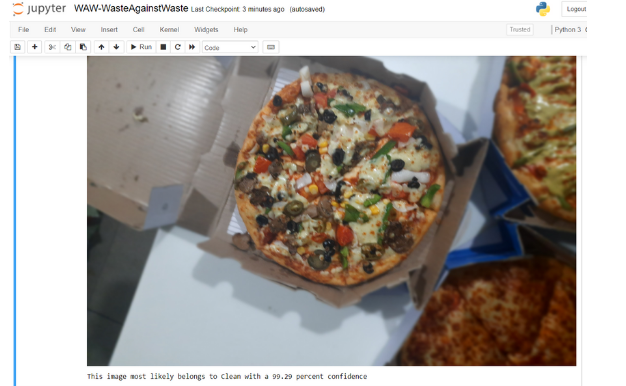 jupyter WAW-WasteAgainstWaste Last Checkpoint: 3 minutes ago (autosaved)
Logout
File Edit View Insert Cell Kernel Widgets Help
Trusted
Python 3
Run
Code
This image most likely belongs to Clean with a 99.29 percent confidence